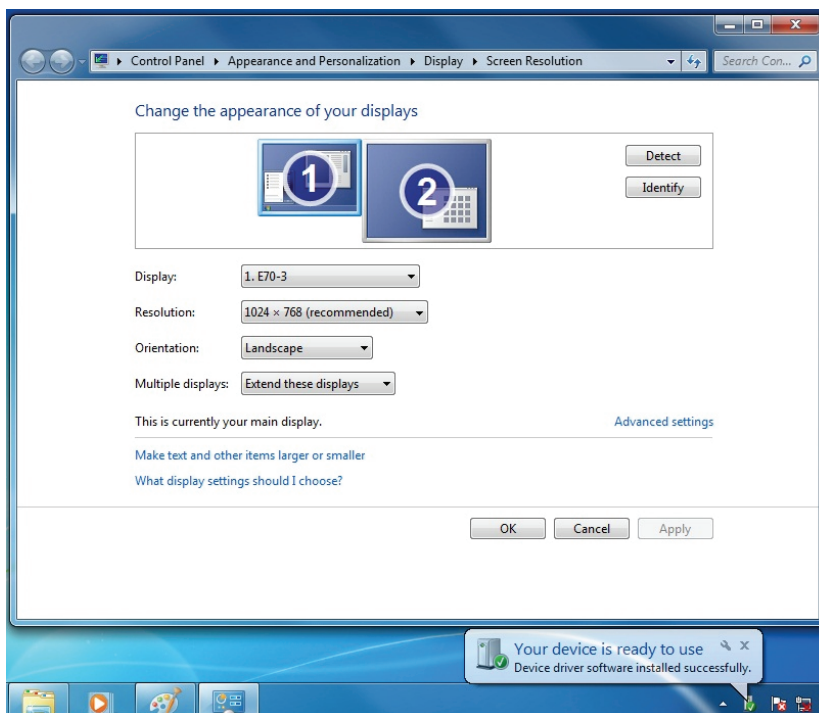 Control Panel ▸ Appearance and Personalization ▸ Display ▸ Screen Resolution
Search Con...
Change the appearance of your displays
1
2
Detect
Identify
Display: 1. E70-3
Resolution: 1024 × 768 (recommended)
Orientation: Landscape
Multiple displays: Extend these displays
This is currently your main display. Advanced settings
Make text and other items larger or smaller
What display settings should I choose?
OK Cancel Apply
Your device is ready to use
Device driver software installed successfully.